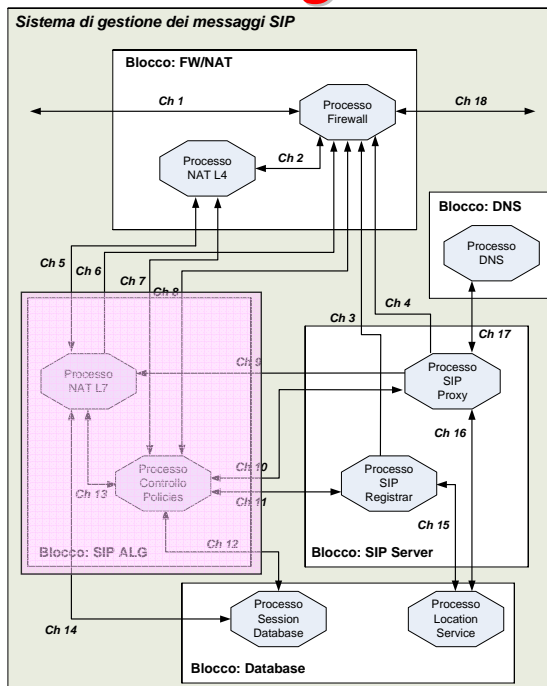 Sistema di gestione dei messaggi SIP
Blocco: FW/NAT
Ch 1
Processo
Firewall
Ch 18
Processo
NAT L4
Ch 2
Blocco: DNS
Processo
DNS
Ch 5
Ch 6
Ch 7
Ch 8
Ch 4
Ch 3
Ch 17
Ch 9
Processo
NAT L7
Processo
SIP
Proxy
Ch 16
Processo
Controllo
Policies
Ch 10
Ch 13
Ch 11
Processo
SIP
Registrar
Ch 15
Ch 12
Blocco: SIP ALG
Blocco: SIP Server
Ch 14
Processo
Session
Database
Processo
Location
Service
Blocco: Database